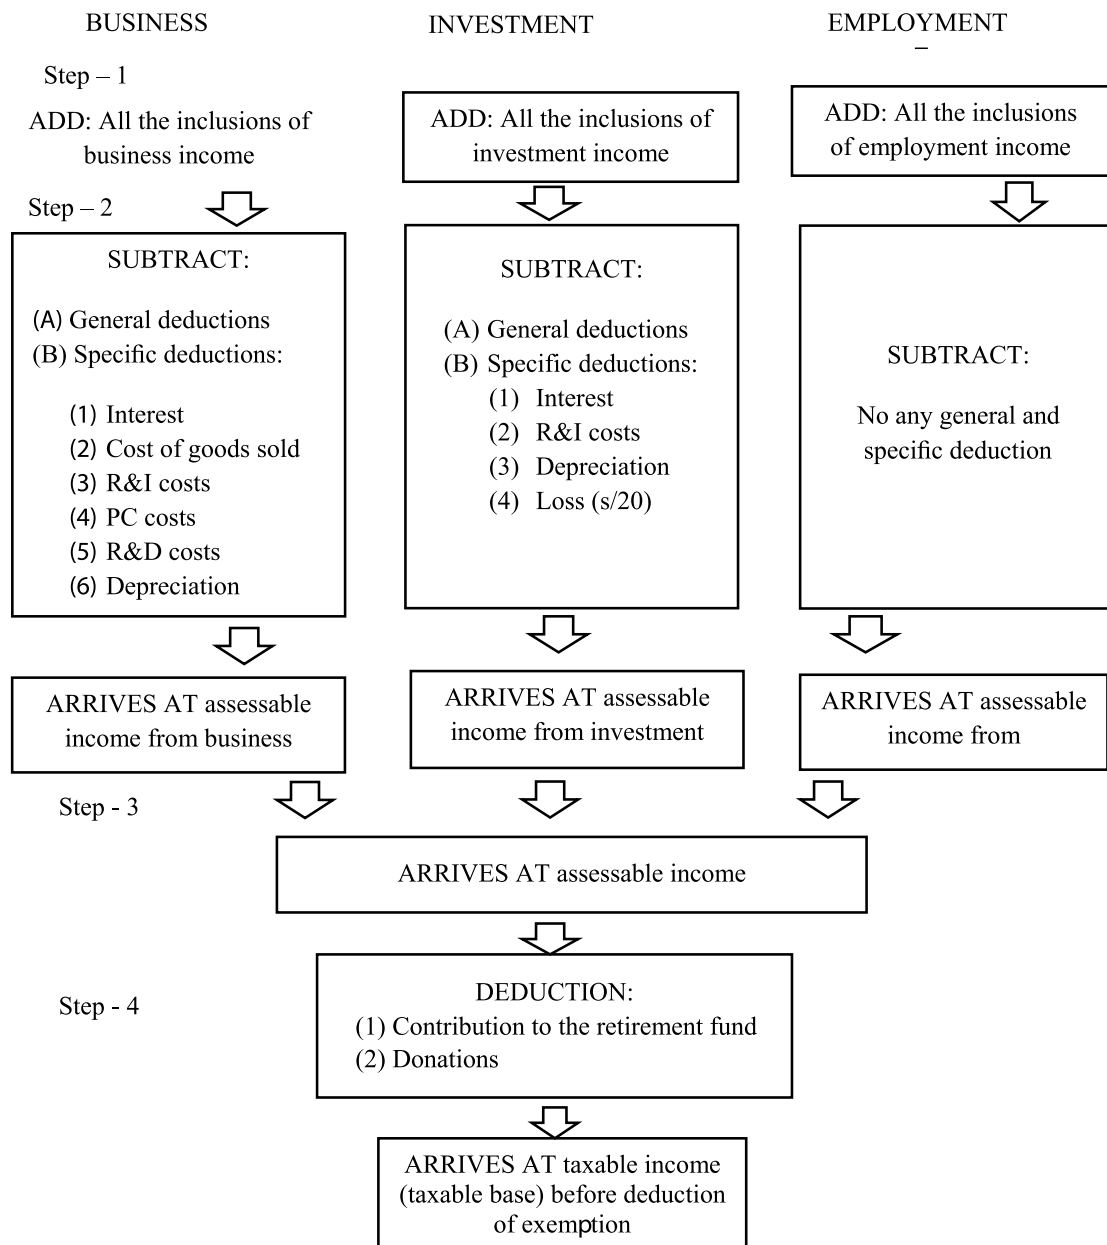 BUSINESS
INVESTMENT
EMPLOYMENT
–
Step – 1
ADD: All the inclusions of
business income
ADD: All the inclusions of
investment income
ADD: All the inclusions
of employment income
Step – 2
SUBTRACT:
(A) General deductions
(B) Specific deductions:
(1) Interest
(2) Cost of goods sold
(3) R&I costs
(4) PC costs
(5) R&D costs
(6) Depreciation
SUBTRACT:
(A) General deductions
(B) Specific deductions:
(1) Interest
(2) R&I costs
(3) Depreciation
(4) Loss (s/20)
SUBTRACT:
No any general and
specific deduction
ARRIVES AT assessable
income from business
ARRIVES AT assessable
income from investment
ARRIVES AT assessable
income from
Step - 3
ARRIVES AT assessable income
Step - 4
DEDUCTION:
(1) Contribution to the retirement fund
(2) Donations
ARRIVES AT taxable income
(taxable base) before deduction
of exemption